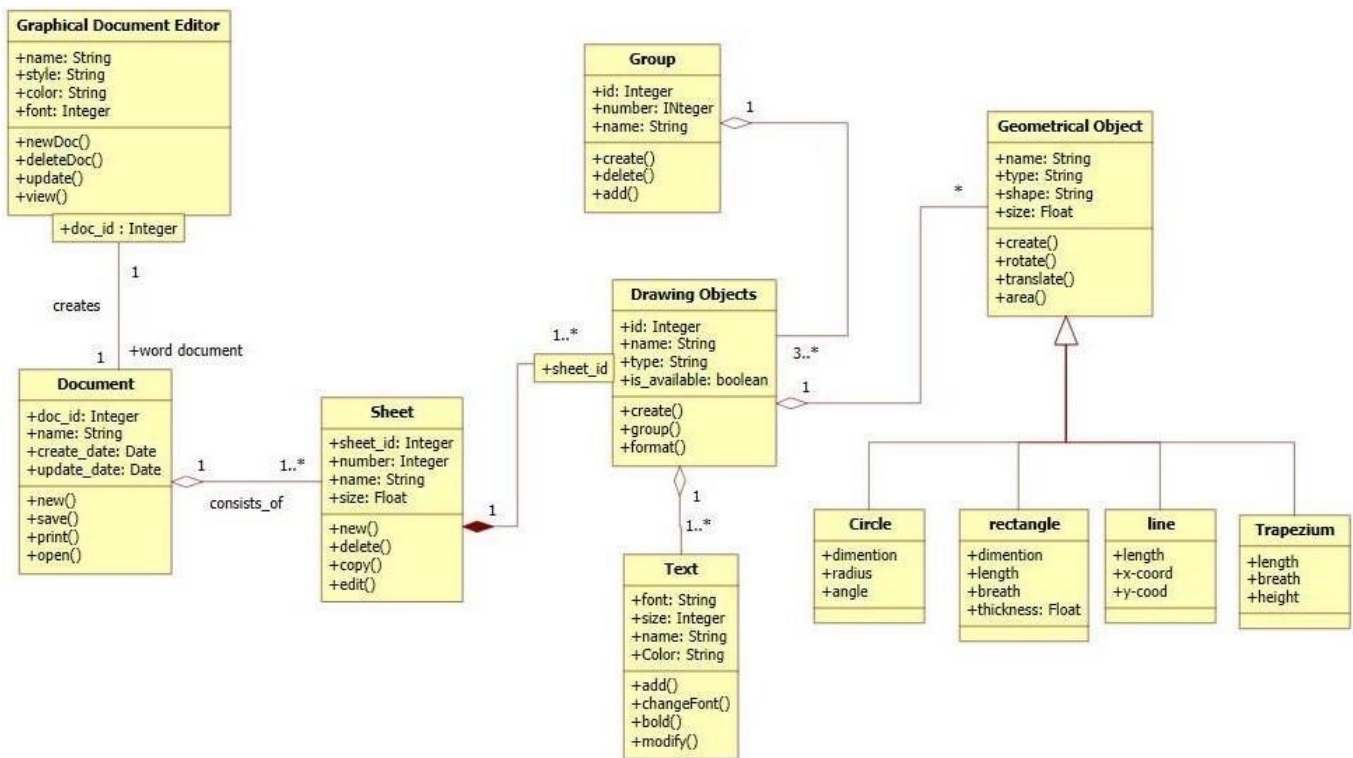 Graphical Document Editor
+name: String
+style: String
+color: String
+font: Integer
+newDoc()
+deleteDoc()
+update()
+view()
+doc_id : Integer
1
creates
1
+word document
Document
+doc_id: Integer
+name: String
+create_date: Date
+update_date: Date
+new()
+save()
+print()
+open()
1
1..*
consists_of
Sheet
+sheet_id: Integer
+number: Integer
+name: String
+size: Float
+new()
+delete()
+copy()
+edit()
1
1..*
+sheet_id
Group
+id: Integer
+number: INteger
+name: String
+create()
+delete()
+add()
1
3..*
Drawing Objects
+id: Integer
+name: String
+type: String
+is_available: boolean
+create()
+group()
+format()
1
*
1
1..*
Text
+font: String
+size: Integer
+name: String
+Color: String
+add()
+changeFont()
+bold()
+modify()
Geometrical Object
+name: String
+type: String
+shape: String
+size: Float
+create()
+rotate()
+translate()
+area()
Circle
+dimention
+radius
+angle
rectangle
+dimention
+length
+breath
+thickness: Float
line
+length
+x-coord
+y-cood
Trapezium
+length
+breath
+height